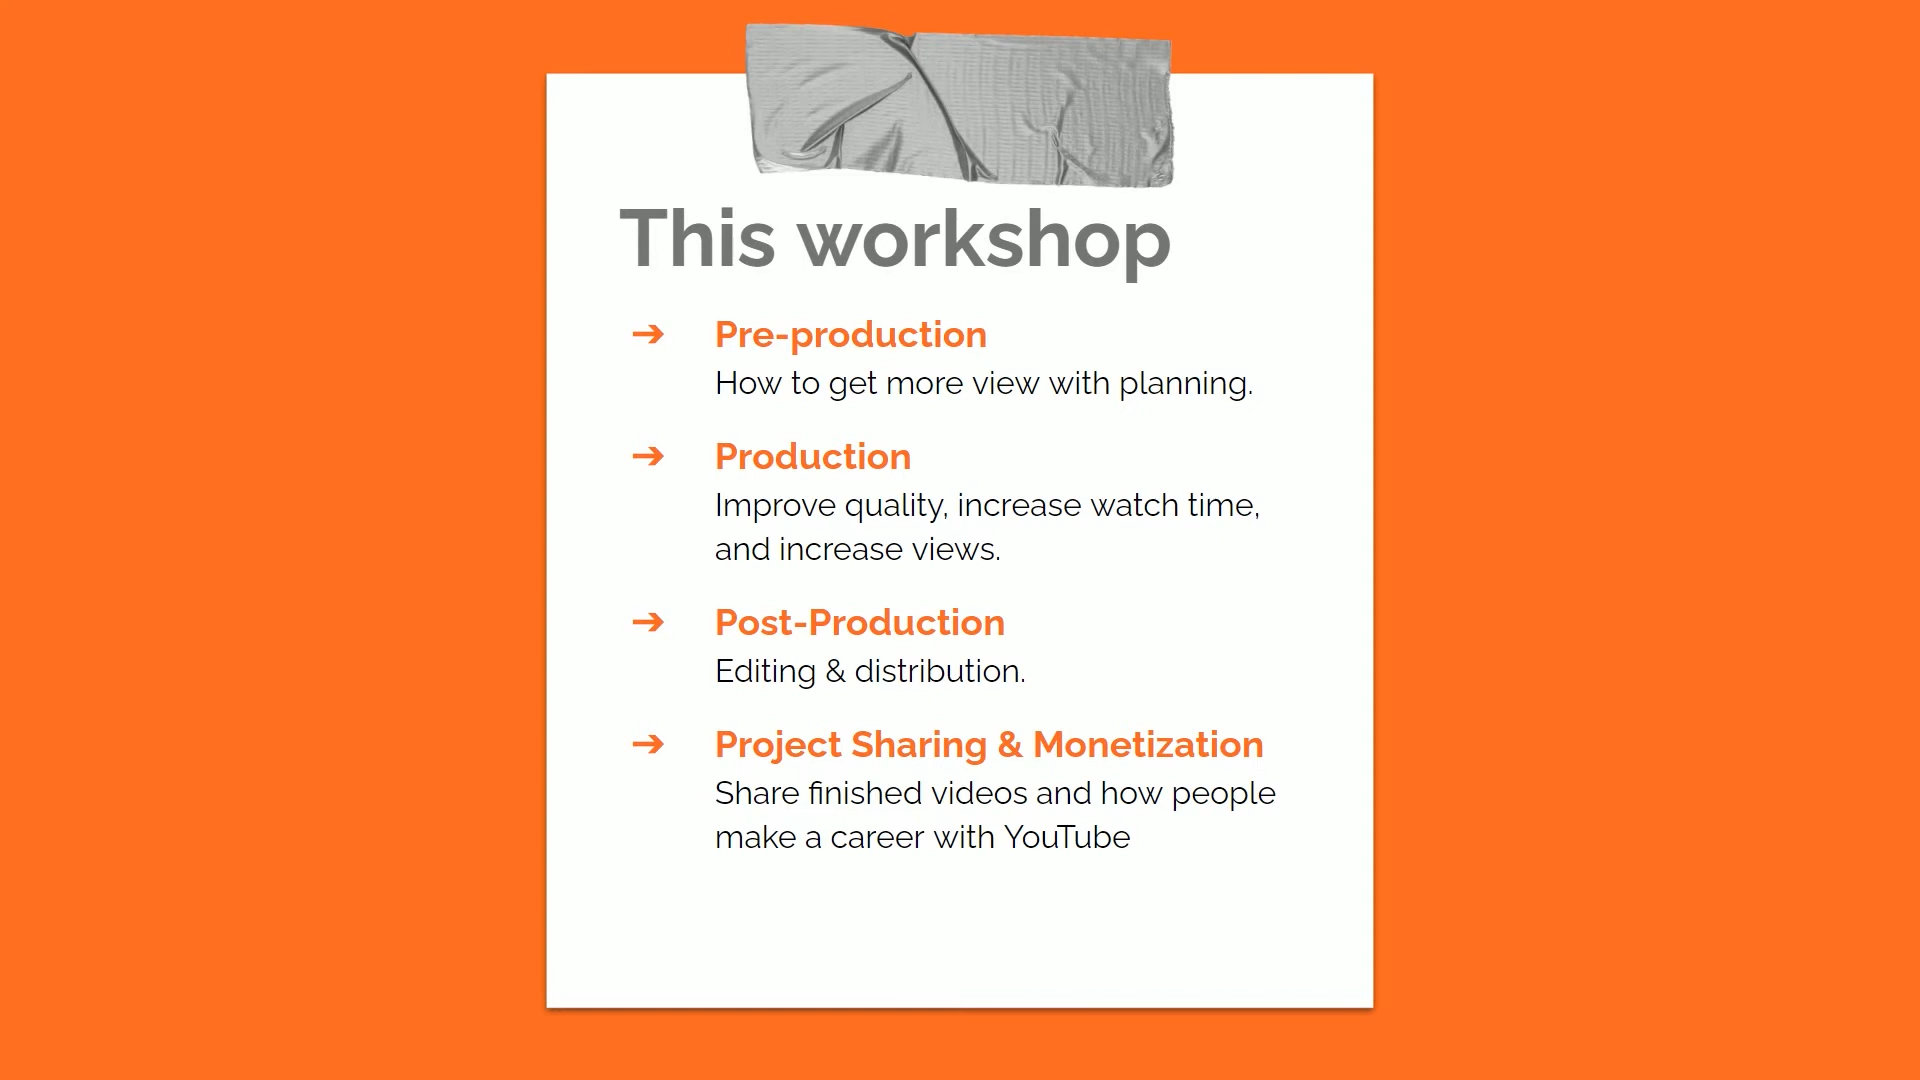 This workshop
➔ Pre-production
How to get more view with planning.
➔ Production
Improve quality, increase watch time,
and increase views.
➔ Post-Production
Editing & distribution.
➔ Project Sharing & Monetization
Share finished videos and how people
make a career with YouTube